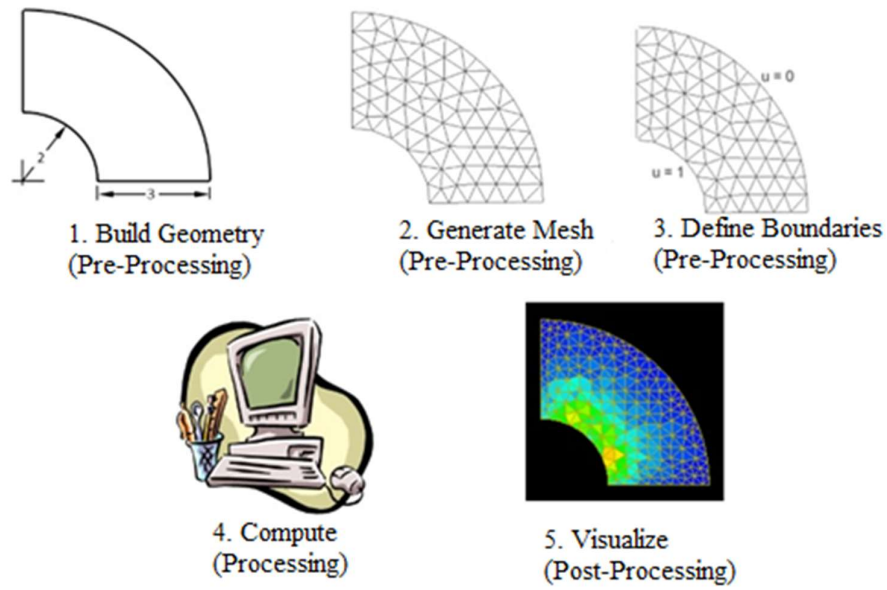 2
3
1. Build Geometry
(Pre-Processing)
2. Generate Mesh
(Pre-Processing)
u = 0
u = 1
3. Define Boundaries
(Pre-Processing)
4. Compute
(Processing)
5. Visualize
(Post-Processing)